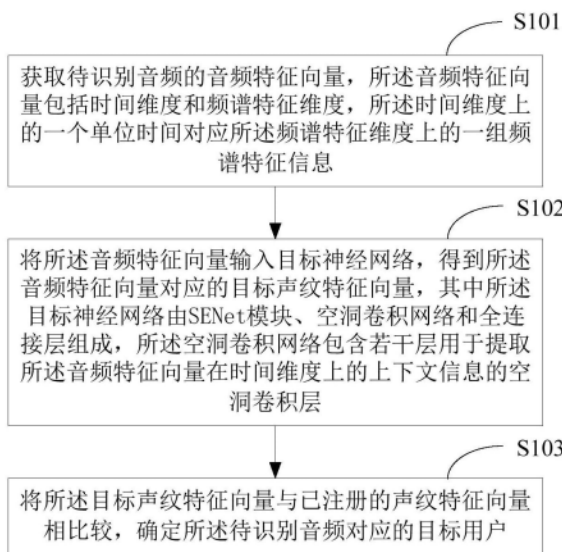 S101
获取待识别音频的音频特征向量，所述音频特征向
量包括时间维度和频谱特征维度，所述时间维度上
的一个单位时间对应所述频谱特征维度上的一组频
谱特征信息
S102
将所述音频特征向量输入目标神经网络，得到所述
音频特征向量对应的目标声纹特征向量，其中所述
目标神经网络由SENet模块、空洞卷积网络和全连
接层组成，所述空洞卷积网络包含若干层用于提取
所述音频特征向量在时间维度上的上下文信息的空
洞卷积层
S103
将所述目标声纹特征向量与已注册的声纹特征向量
相比较，确定所述待识别音频对应的目标用户